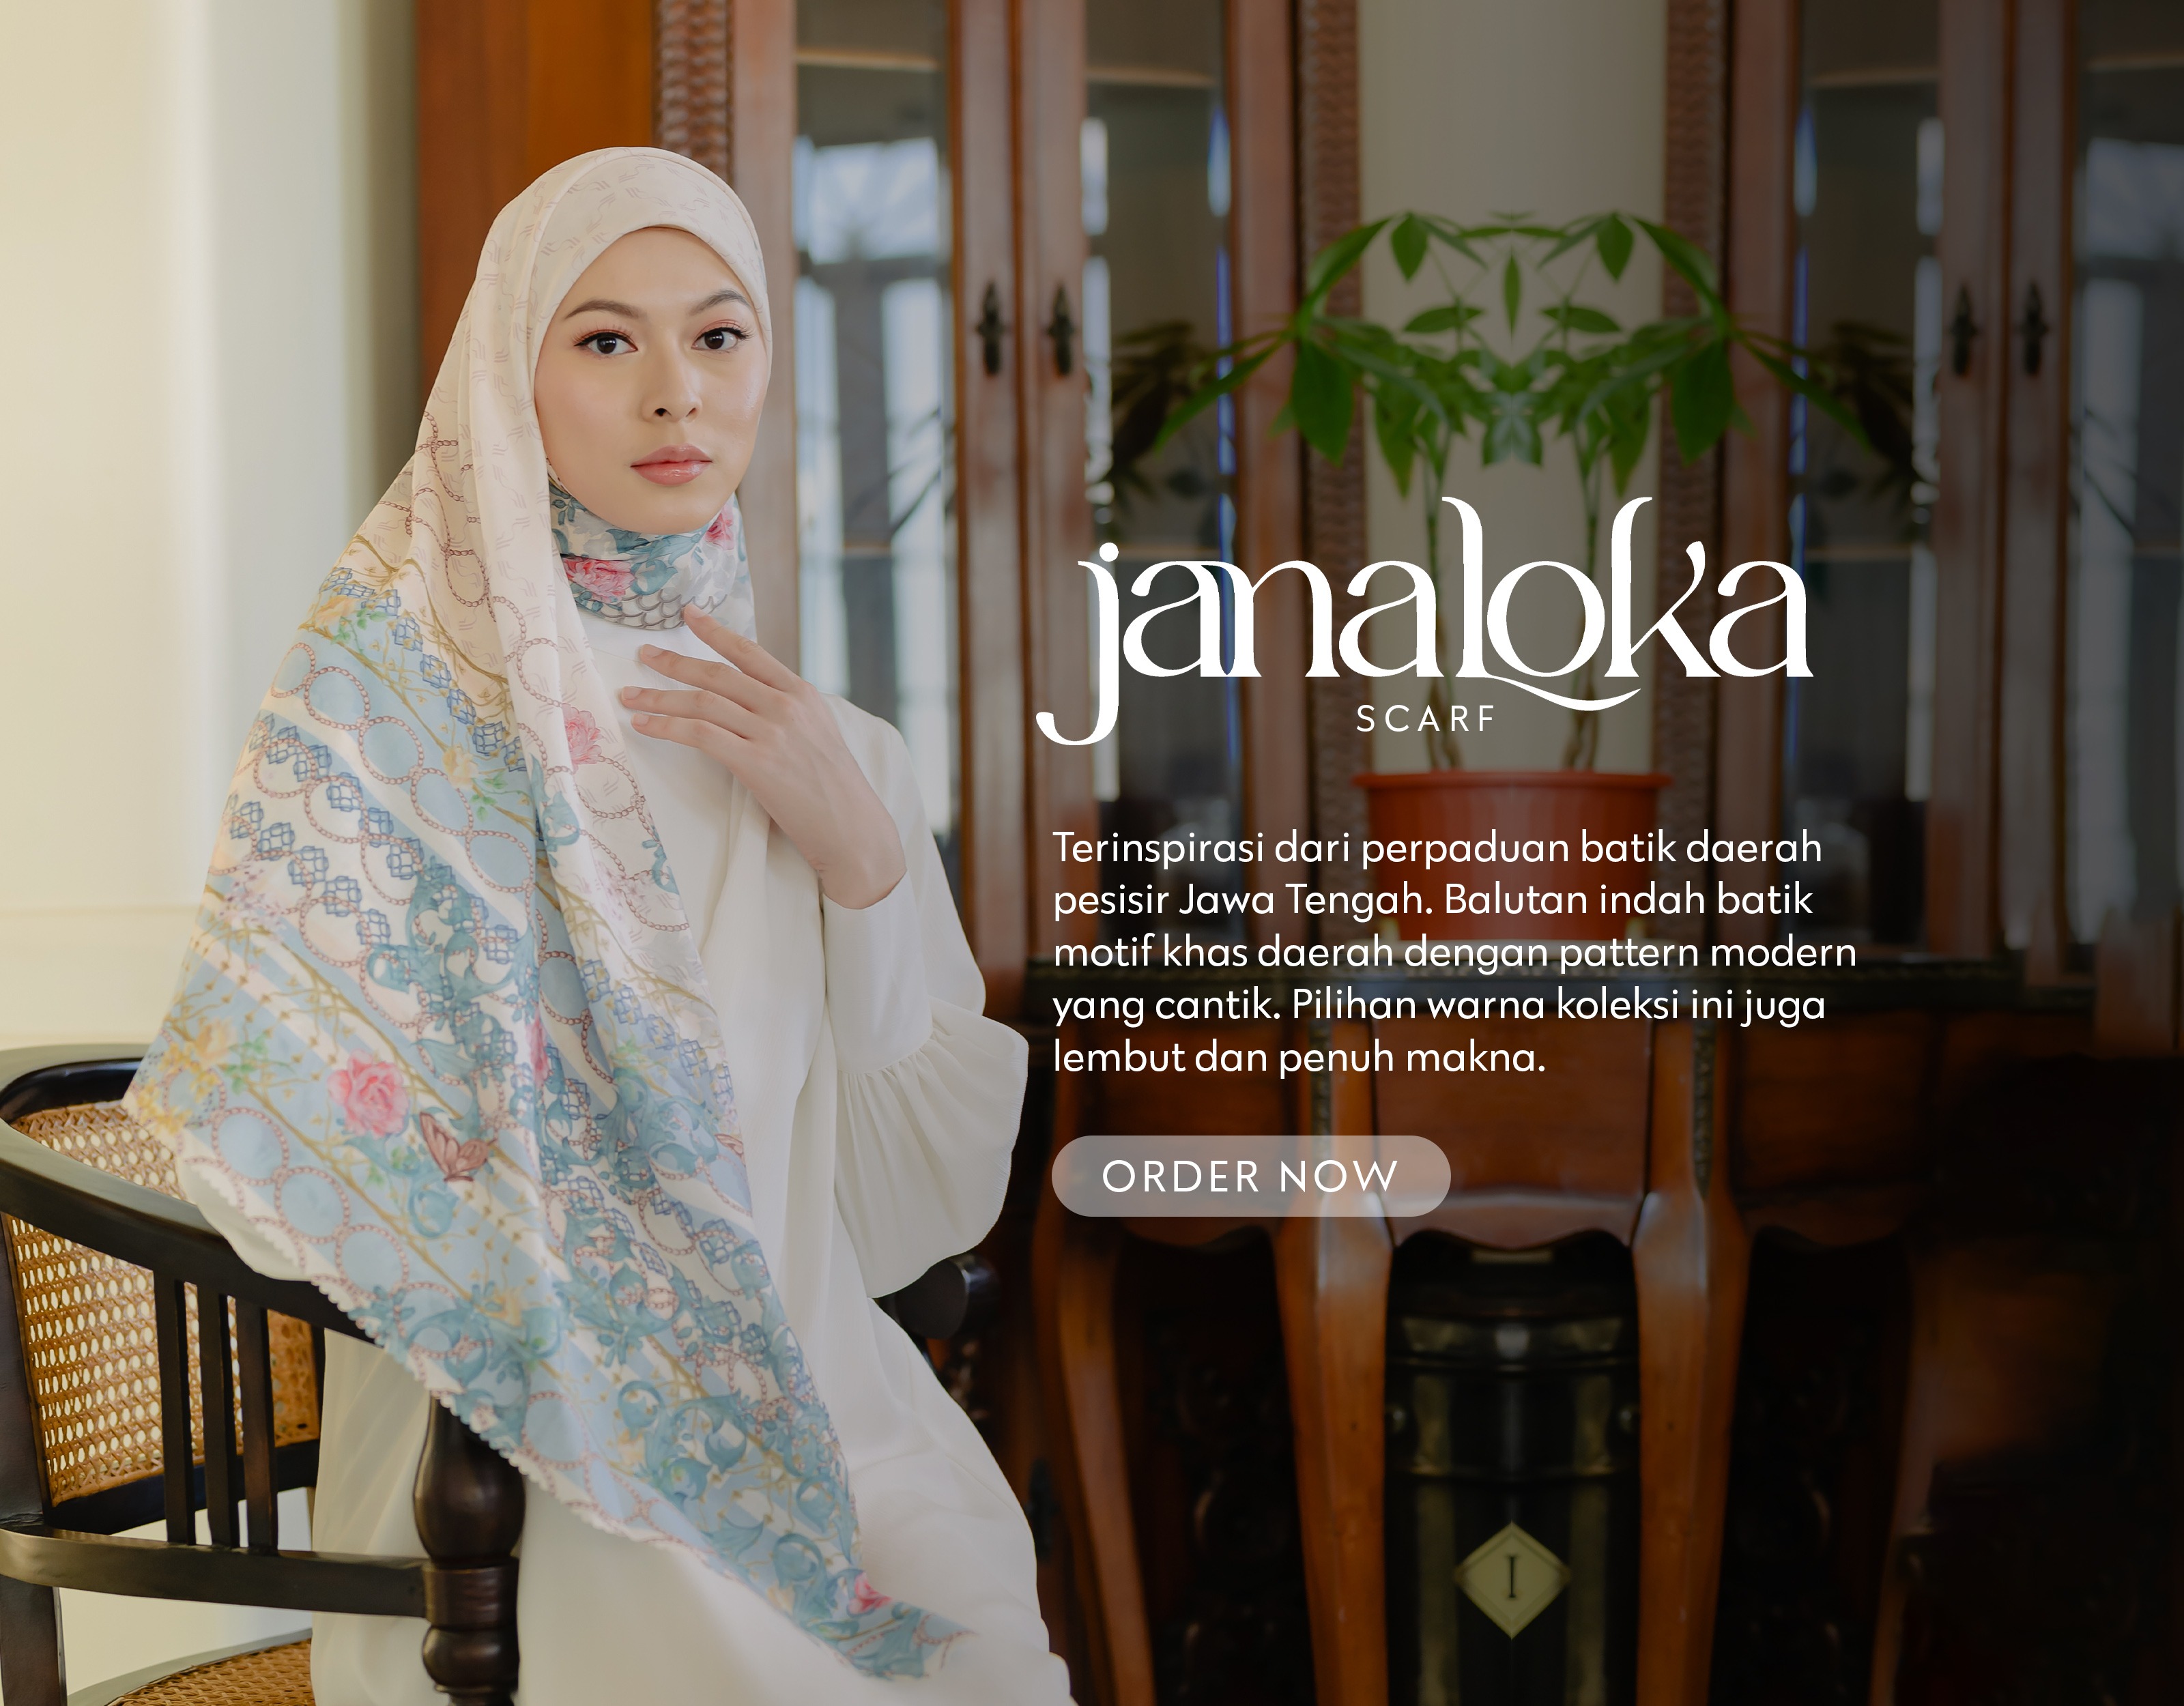 janaloka
SCARF
Terinspirasi dari perpaduan batik daerah
pesisir Jawa Tengah. Balutan indah batik
motif khas daerah dengan pattern modern
yang cantik. Pilihan warna koleksi ini juga
lembut dan penuh makna.
ORDER NOW
I